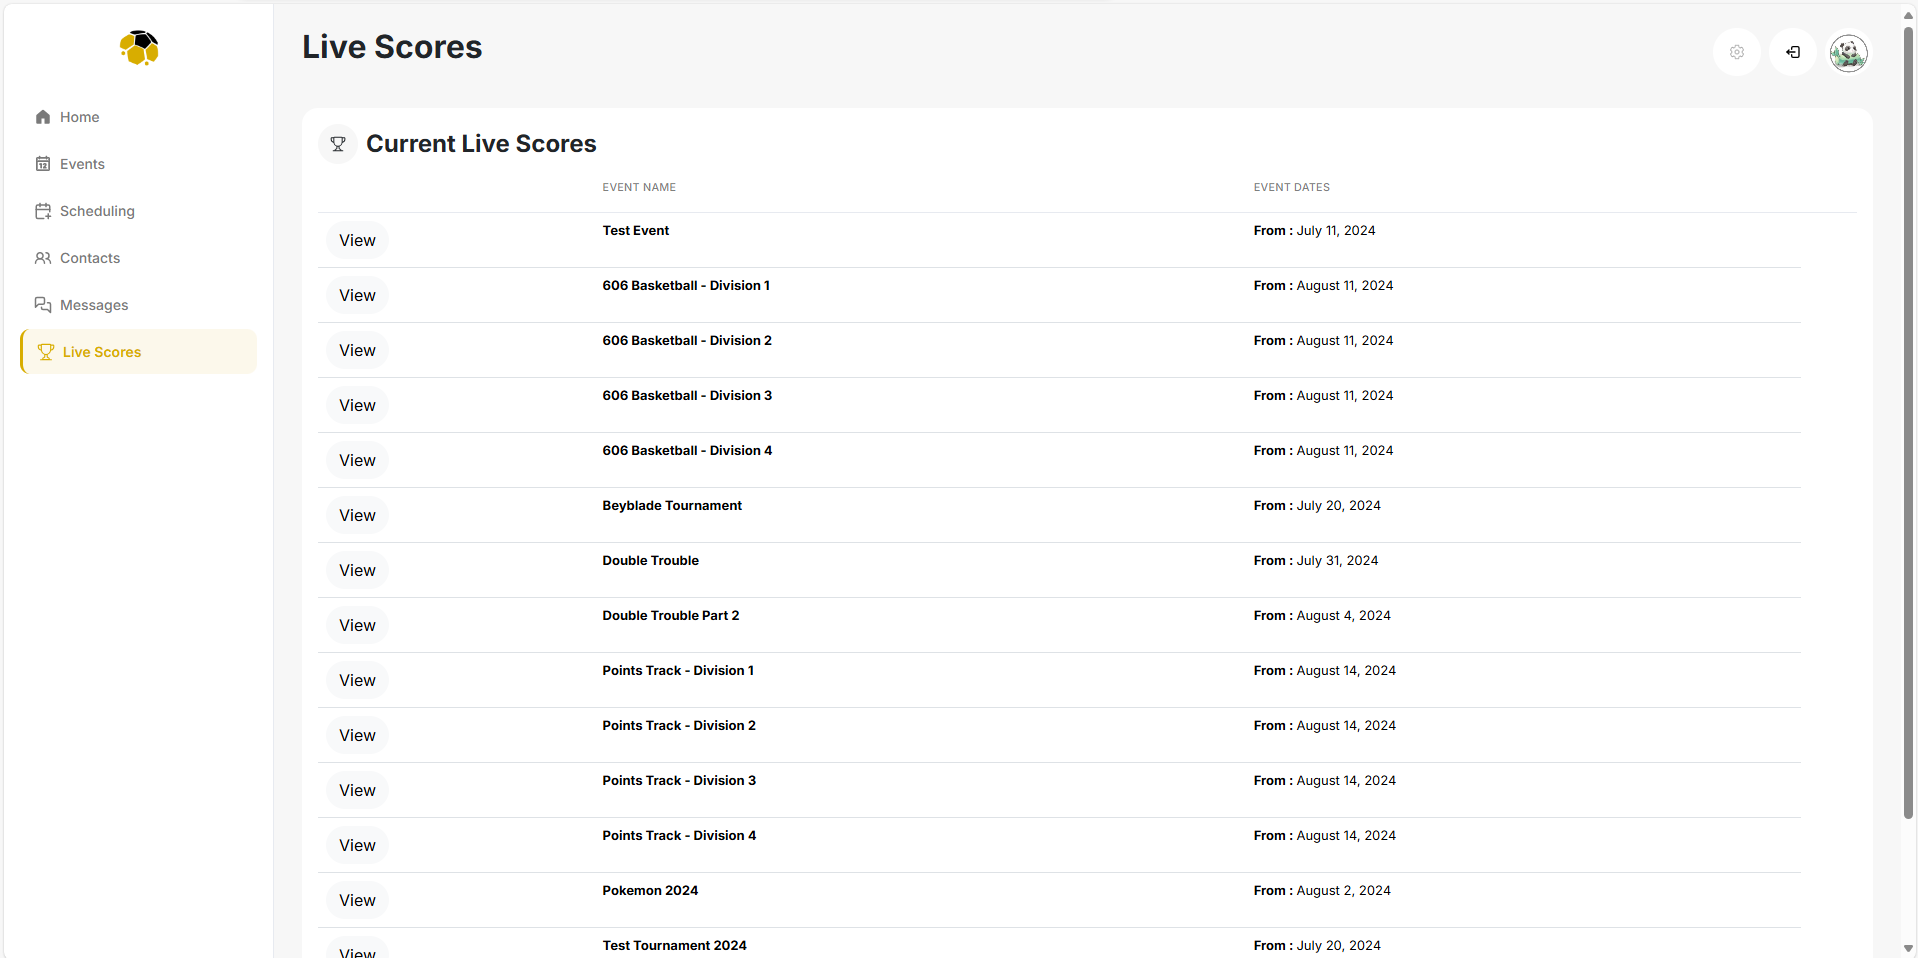 Live Scores
Home
Events
Scheduling
Contacts
Messages
Live Scores
Current Live Scores
EVENT NAME EVENT DATES
View Test Event From : July 11, 2024
View 606 Basketball - Division 1 From : August 11, 2024
View 606 Basketball - Division 2 From : August 11, 2024
View 606 Basketball - Division 3 From : August 11, 2024
View 606 Basketball - Division 4 From : August 11, 2024
View Beyblade Tournament From : July 20, 2024
View Double Trouble From : July 31, 2024
View Double Trouble Part 2 From : August 4, 2024
View Points Track - Division 1 From : August 14, 2024
View Points Track - Division 2 From : August 14, 2024
View Points Track - Division 3 From : August 14, 2024
View Points Track - Division 4 From : August 14, 2024
View Pokemon 2024 From : August 2, 2024
View Test Tournament 2024 From : July 20, 2024